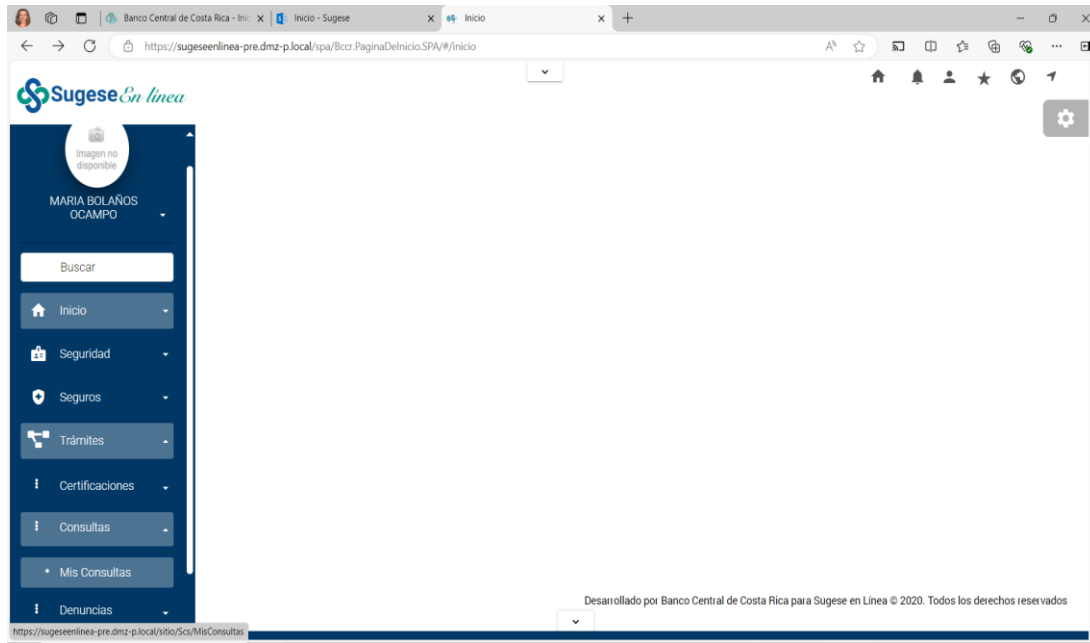 Banco Central de Costa Rica - Inic
Inicio - Sugese
Inicio
https://sugeseenlinea-pre.dmz-p.local/spa/Bccr.PaginaDeInicio.SPA/#/inicio
Sugese En línea
Imagen no
disponible
MARIA BOLAÑOS
OCAMPO
Buscar
Inicio
Seguridad
Seguros
Trámites
Certificaciones
Consultas
Mis Consultas
Denuncias
Desarrollado por Banco Central de Costa Rica para Sugese en Línea © 2020. Todos los derechos reservados
https://sugeseenlinea-pre.dmz-p.local/sitio/Scs/MisConsultas